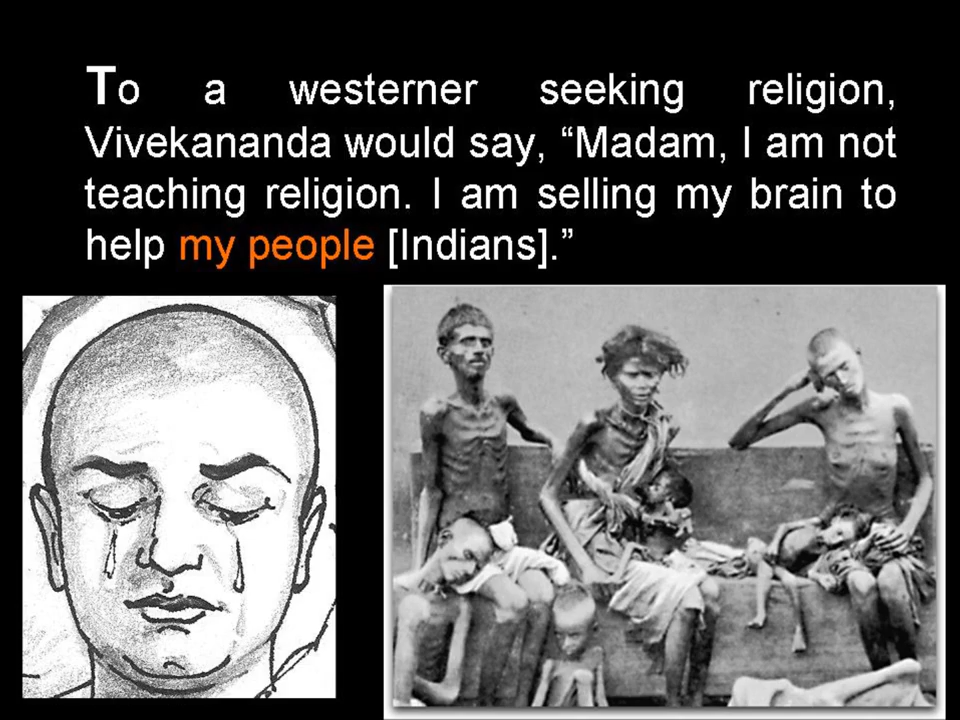 To a westerner seeking religion,
Vivekananda would say, “Madam, I am not
teaching religion. I am selling my brain to
help my people [Indians].”